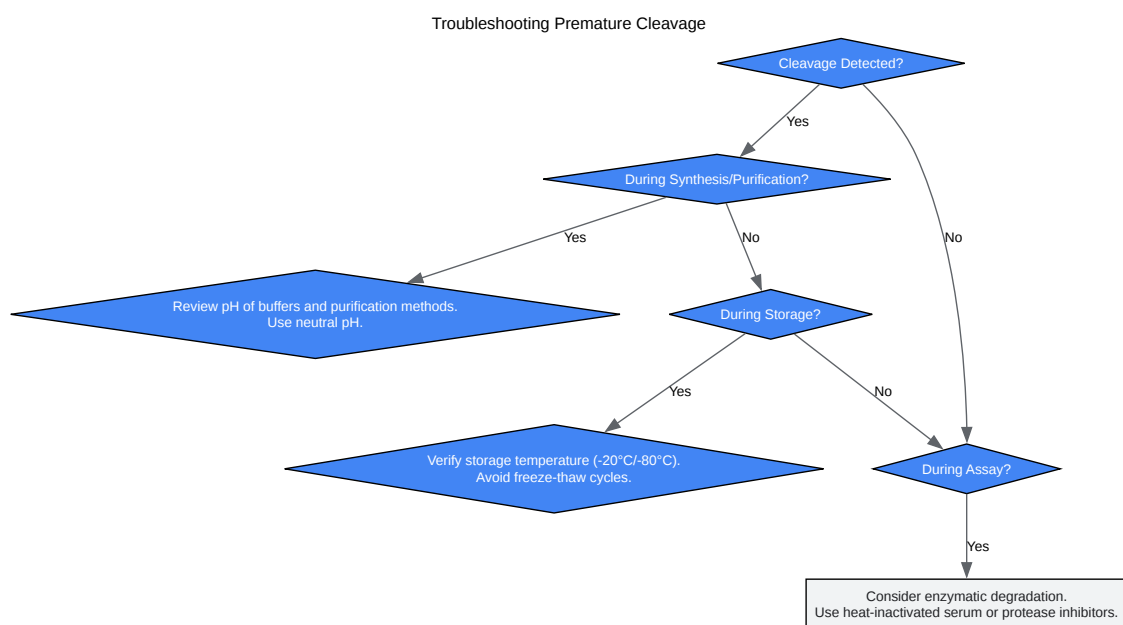 Troubleshooting Premature Cleavage
Cleavage Detected?
Yes
During Synthesis/Purification?
Yes
No
No
Review pH of buffers and purification methods.
Use neutral pH.
During Storage?
Yes
No
Verify storage temperature (-20°C/-80°C).
Avoid freeze-thaw cycles.
During Assay?
Yes
Consider enzymatic degradation.
Use heat-inactivated serum or protease inhibitors.